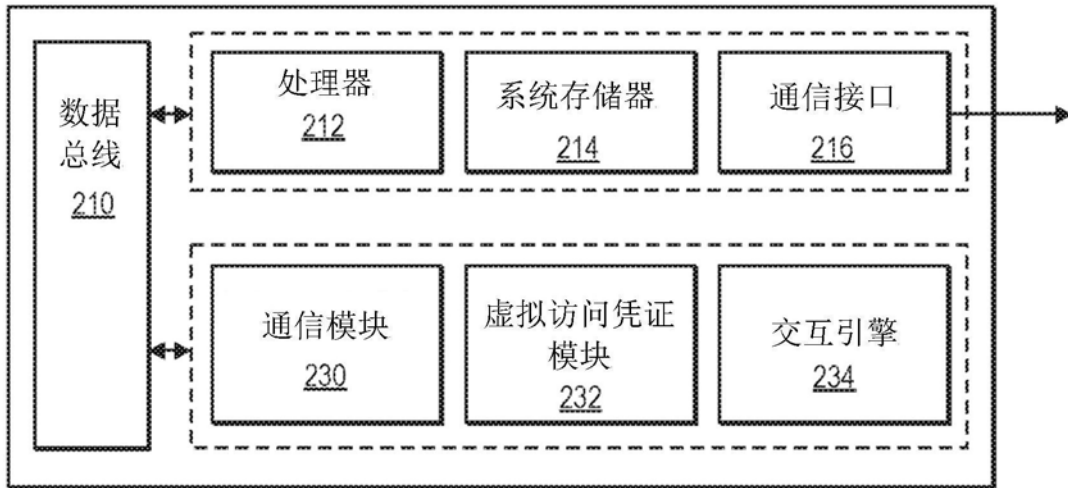 数据
总线
210
处理器
212
系统存储器
214
通信接口
216
通信模块
230
虚拟访问凭证
模块
232
交互引擎
234